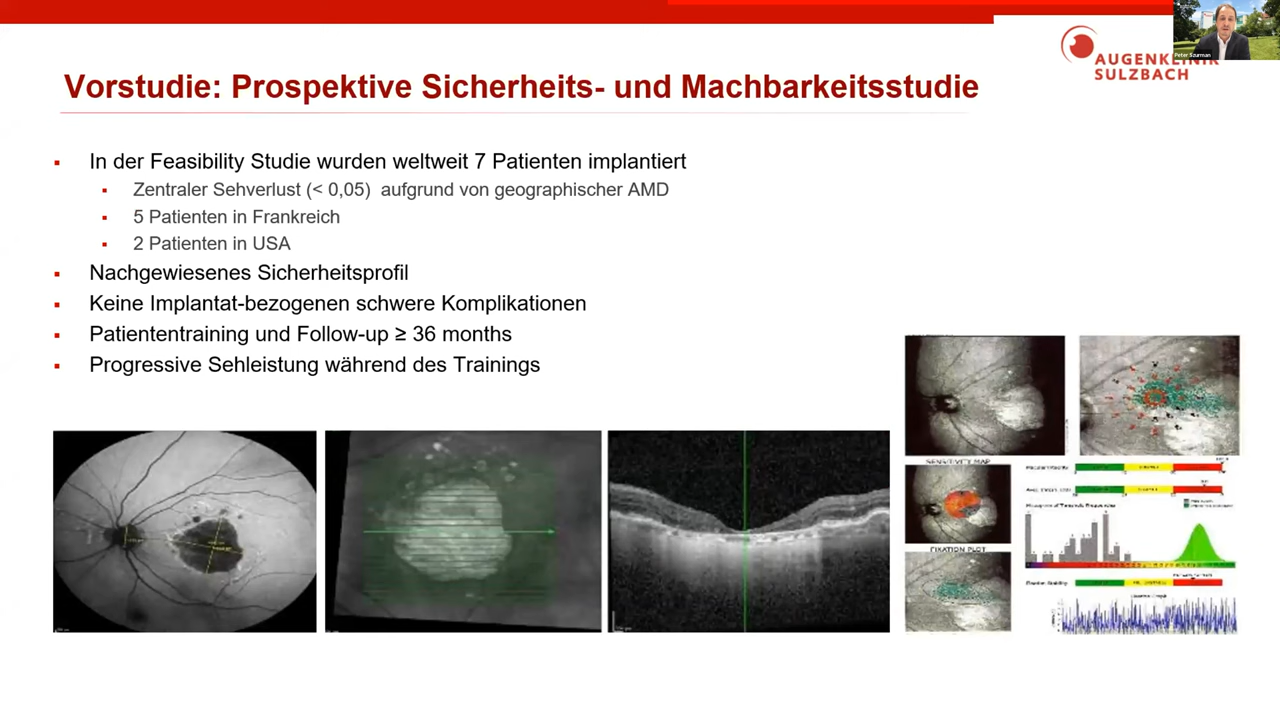 Peter Szurman
AUGENKLINIK
SULZBACH
Vorstudie: Prospektive Sicherheits- und Machbarkeitsstudie
In der Feasibility Studie wurden weltweit 7 Patienten implantiert
Zentraler Sehverlust (< 0,05) aufgrund von geographischer AMD
5 Patienten in Frankreich
2 Patienten in USA
Nachgewiesenes Sicherheitsprofil
Keine Implantat-bezogenen schwere Komplikationen
Patiententraining und Follow-up ≥ 36 months
Progressive Sehleistung während des Trainings
SENSITIVITY MAP
FIXATION PLOT